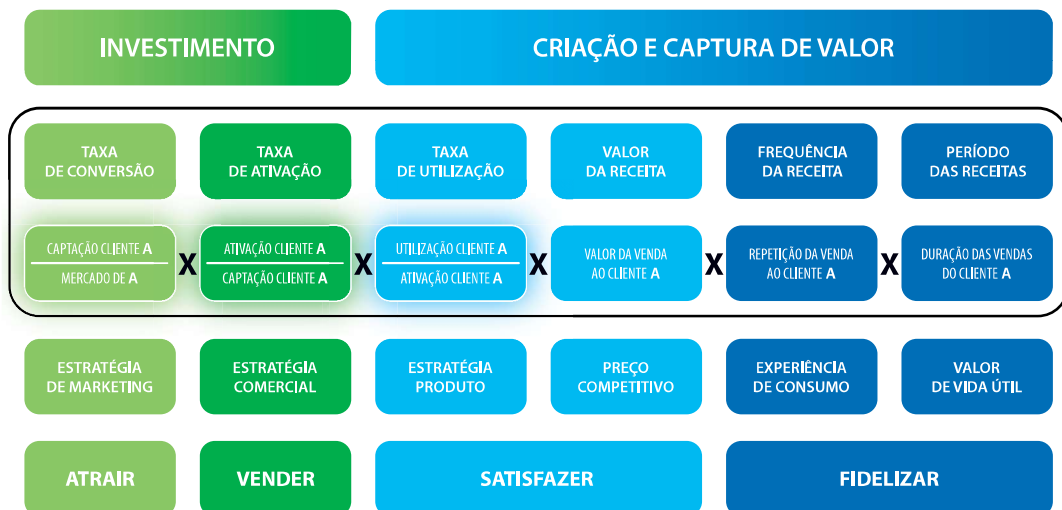 INVESTIMENTO
CRIAÇÃO E CAPTURA DE VALOR
TAXA
DE CONVERSÃO
TAXA
DE ATIVAÇÃO
TAXA
DE UTILIZAÇÃO
VALOR
DA RECEITA
FREQUÊNCIA
DA RECEITA
PERÍODO
DAS RECEITAS
CAPTAÇÃO CLIENTE A
MERCADO DE A
X
ATIVAÇÃO CLIENTE A
CAPTAÇÃO CLIENTE A
X
UTILIZAÇÃO CLIENTE A
ATIVAÇÃO CLIENTE A
X
VALOR DA VENDA
AO CLIENTE A
X
REPETIÇÃO DA VENDA
AO CLIENTE A
X
DURAÇÃO DAS VENDAS
DO CLIENTE A
ESTRATÉGIA
DE MARKETING
ESTRATÉGIA
COMERCIAL
ESTRATÉGIA
PRODUTO
PREÇO
COMPETITIVO
EXPERIÊNCIA
DE CONSUMO
VALOR
DE VIDA ÚTIL
ATRAIR
VENDER
SATISFAZER
FIDELIZAR